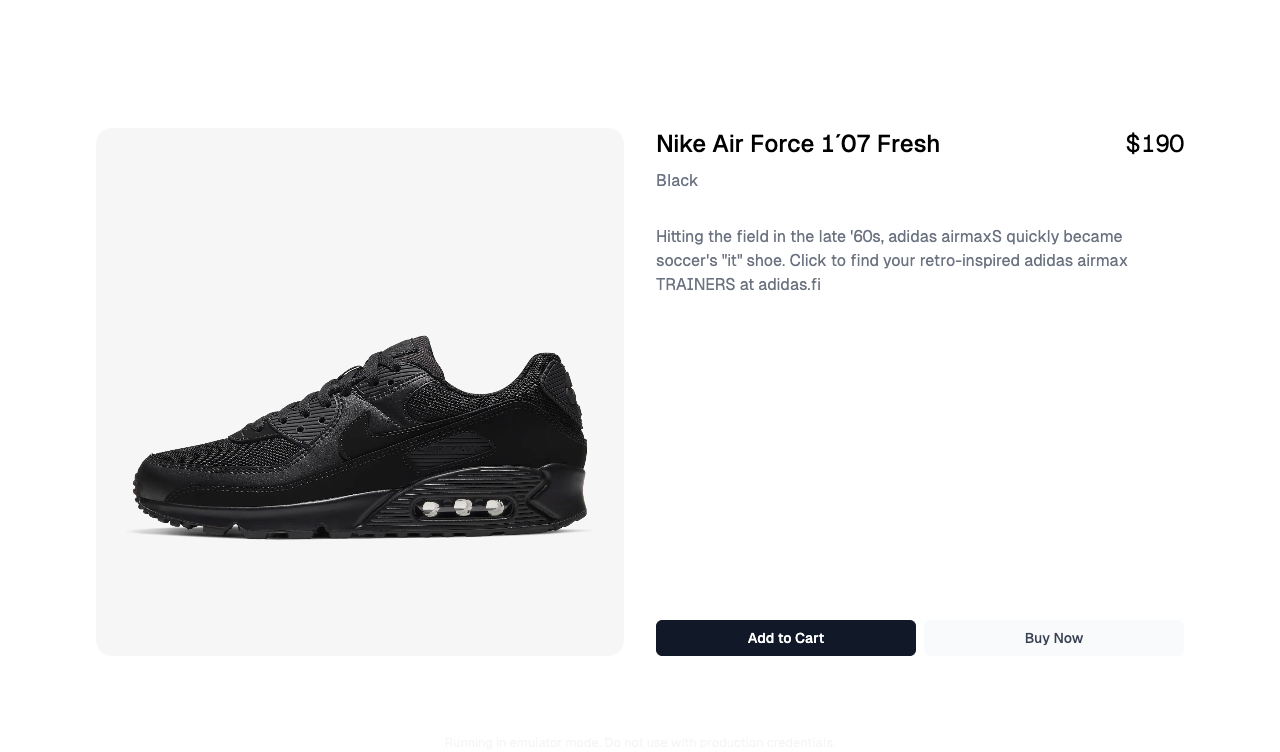 Nike Air Force 1´07 Fresh
$190
Black
Hitting the field in the late '60s, adidas airmaxS quickly became
soccer's "it" shoe. Click to find your retro-inspired adidas airmax
TRAINERS at adidas.fi
Add to Cart
Buy Now
Running in emulator mode. Do not use with production credentials.